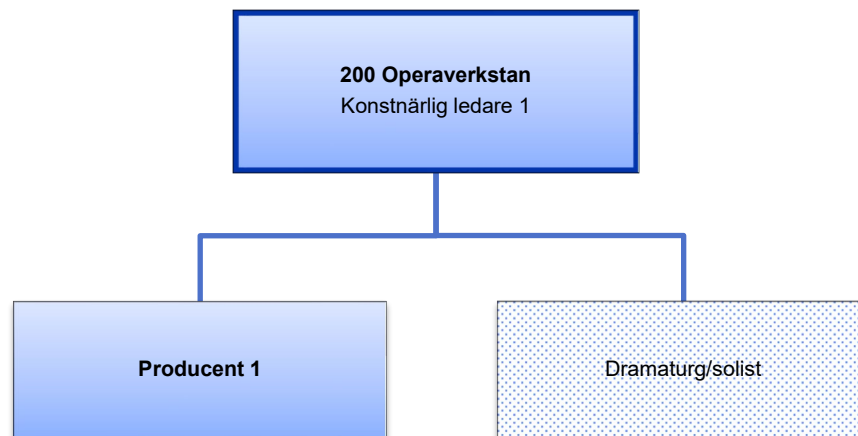 200 Operaverkstan
Konstnärlig ledare 1
Producent 1
Dramaturg/solist